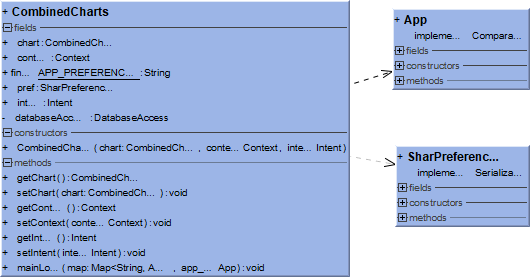 + CombinedCharts
fields
+ chart:CombinedCh...
+ cont... :Context
+ fin... APP_PREFERENC... :String
+ pref:SharPreferenc...
+ int... :Intent
- databaseAcc... :DatabaseAccess
constructors
+ CombinedCha... (chart:CombinedCh... , conte... Context, inte... Intent)
methods
+ getChart():CombinedCh...
+ setChart(chart:CombinedCh... ):void
+ getCont... ():Context
+ setContext(conte... Context):void
+ getInt... ():Intent
+ setIntent(inte... Intent):void
+ mainLo... (map:Map<String, A... , app_... App):void
+ App
impleme... Compara...
fields
constructors
methods
+ SharPreferenc...
impleme... Serializa...
fields
constructors
methods